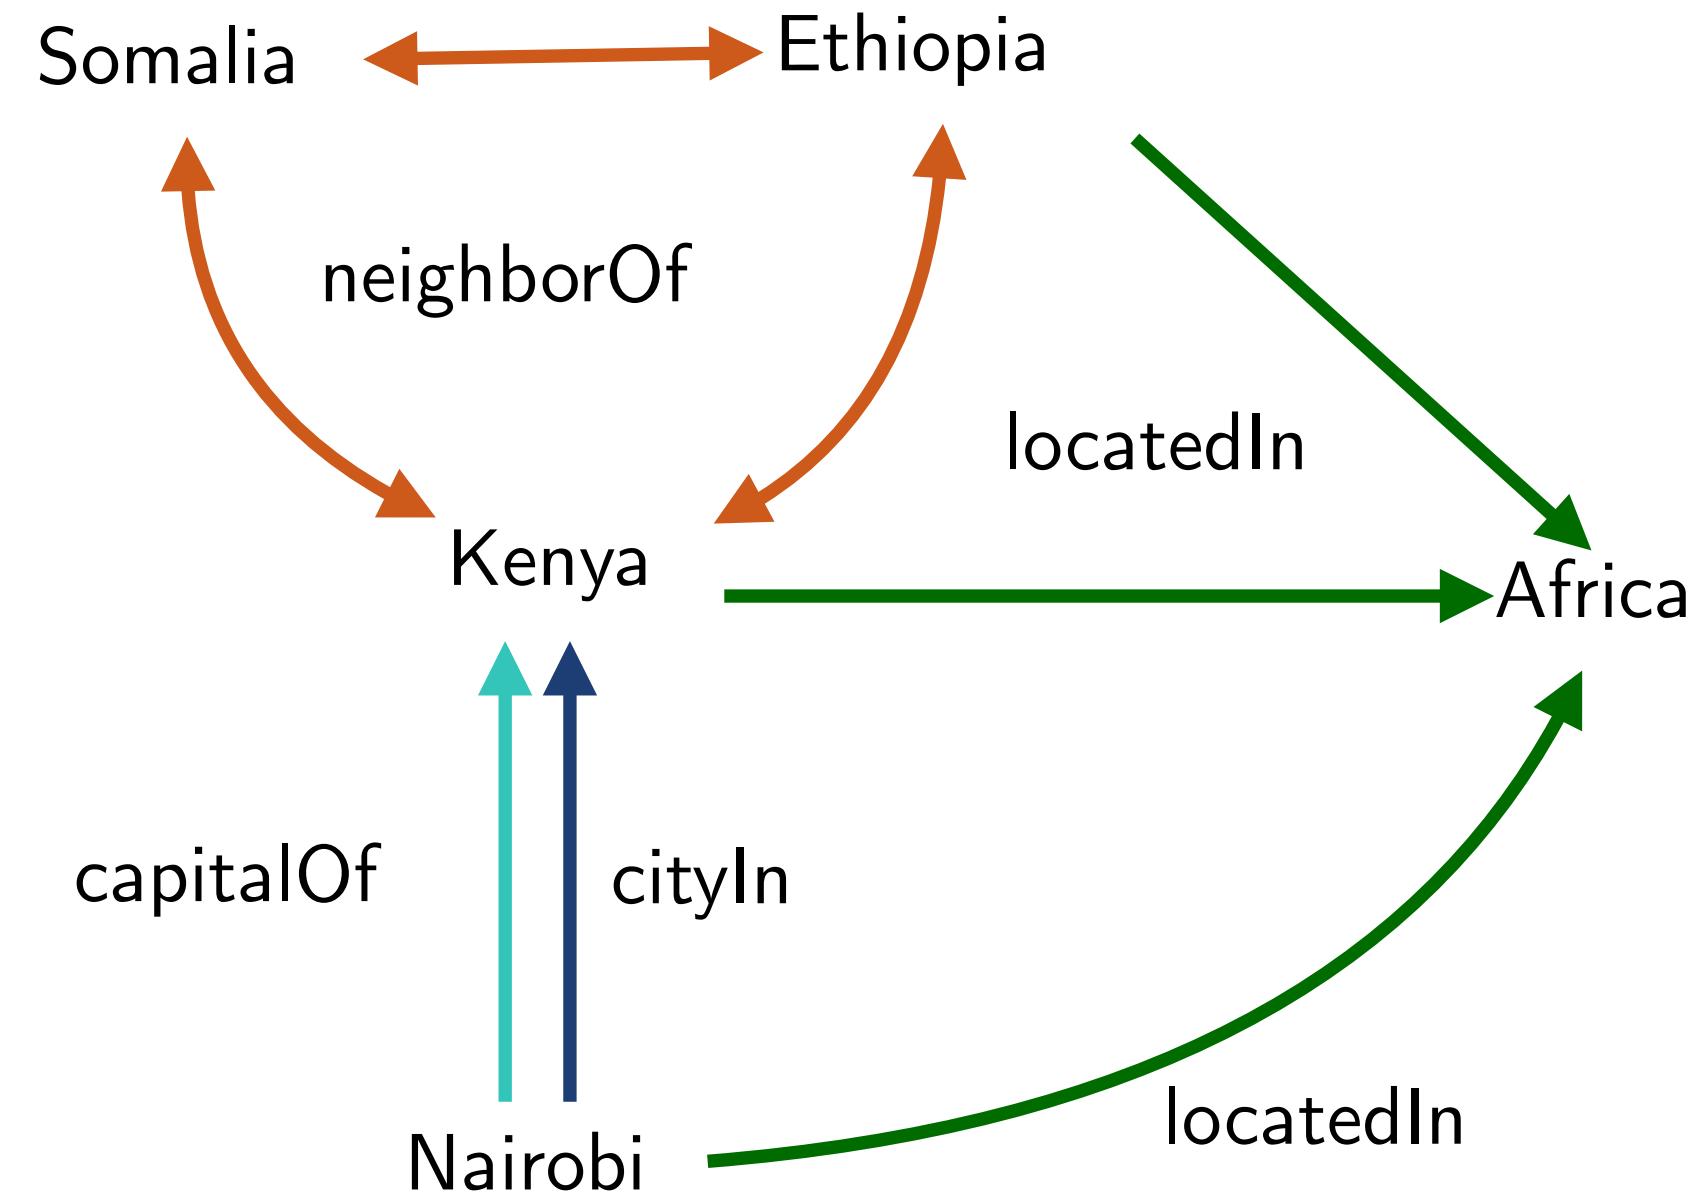 Somalia
Ethiopia
neighborOf
locatedIn
Kenya
Africa
capitalOf
cityIn
locatedIn
Nairobi